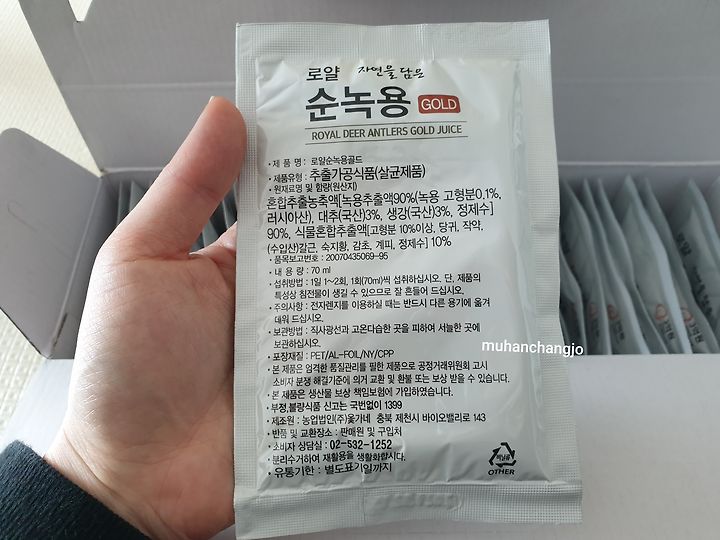 로얄 자연을 담은
순녹용 GOLD
ROYAL DEER ANTLERS GOLD JUICE
· 제 품 명 : 로얄순녹용골드
· 제품유형 : 추출가공식품(살균제품)
· 원재료명 및 함량(원산지)
혼합추출농축액[녹용추출액90%(녹용 고형분0.1%,
러시아산), 대추(국산)3%, 생강(국산)3%, 정제수]
90%, 식물혼합추출액[고형분 10%이상, 당귀, 작약,
(수입산)갈근, 숙지황, 감초, 계피, 정제수] 10%
· 품목보고번호 : 20070435069-95
· 내 용 량 : 70 ml
· 섭취방법 : 1일 1~2회, 1회(70ml)씩 섭취하십시오. 단, 제품의
특성상 침전물이 생길 수 있으므로 잘 흔들어 드십시오.
· 주의사항 : 전자렌지를 이용하실 때는 반드시 다른 용기에 옮겨
데워 드십시오.
· 보관방법 : 직사광선과 고온다습한 곳을 피하여 서늘한 곳에
보관하십시오.
muhanchangjo
· 포장재질 : PET/AL-FOIL/NY/CPP
· 본 제품은 엄격한 품질관리를 필한 제품으로 공정거래위원회 고시
소비자 분쟁 해결기준에 의거 교환 및 환불 또는 보상 받을 수 있습니다.
· 본 제품은 생산물 보상 책임보험에 가입하였습니다.
· 부정,불량식품 신고는 국번없이 1399
· 제조원 : 농업법인(주)옻가네 충북 제천시 바이오밸리로 143
· 반품 및 교환장소 : 판매원 및 구입처
· 소비자 상담실 : 02-532-1252
· 분리수거하여 재활용을 생활화합시다.
· 유통기한 : 별도표기일까지
OTHER